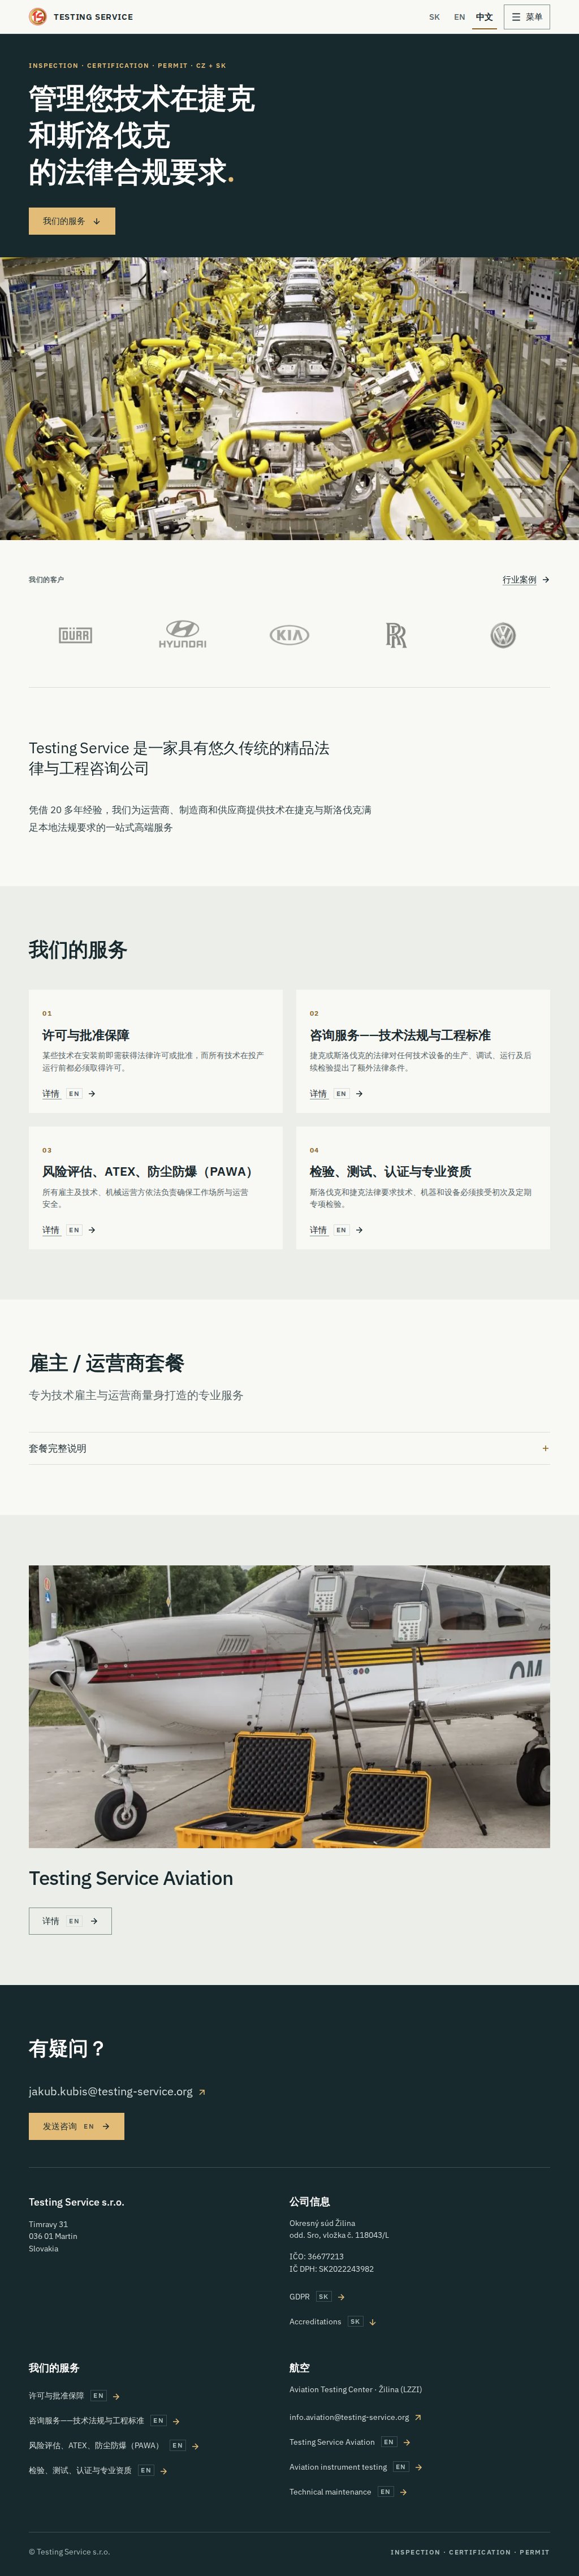 TESTING SERVICE
SK EN 中文 菜单
INSPECTION · CERTIFICATION · PERMIT · CZ + SK
管理您技术在捷克
和斯洛伐克
的法律合规要求.
我们的服务
我们的客户
行业案例
DÜRR
HYUNDAI
KIA
Testing Service 是一家具有悠久传统的精品法
律与工程咨询公司
凭借 20 多年经验，我们为运营商、制造商和供应商提供技术在捷克与斯洛伐克满
足本地法规要求的一站式高端服务
我们的服务
01
许可与批准保障
某些技术在安装前即需获得法律许可或批准，而所有技术在投产
运行前都必须取得许可。
详情 EN
02
咨询服务——技术法规与工程标准
捷克或斯洛伐克的法律对任何技术设备的生产、调试、运行及后
续检验提出了额外法律条件。
详情 EN
03
风险评估、ATEX、防尘防爆（PAWA）
所有雇主及技术、机械运营方依法负责确保工作场所与运营
安全。
详情 EN
04
检验、测试、认证与专业资质
斯洛伐克和捷克法律要求技术、机器和设备必须接受初次及定期
专项检验。
详情 EN
雇主 / 运营商套餐
专为技术雇主与运营商量身打造的专业服务
套餐完整说明
+
OM
Testing Service Aviation
详情 EN
有疑问？
jakub.kubis@testing-service.org
发送咨询 EN
Testing Service s.r.o.
Timravy 31
036 01 Martin
Slovakia
公司信息
Okresný súd Žilina
odd. Sro, vložka č. 118043/L
IČO: 36677213
IČ DPH: SK2022243982
GDPR SK
Accreditations SK
我们的服务
许可与批准保障 EN
咨询服务——技术法规与工程标准 EN
风险评估、ATEX、防尘防爆（PAWA） EN
检验、测试、认证与专业资质 EN
航空
Aviation Testing Center - Žilina (LZZI)
info.aviation@testing-service.org
Testing Service Aviation EN
Aviation instrument testing EN
Technical maintenance EN
© Testing Service s.r.o.
INSPECTION · CERTIFICATION · PERMIT